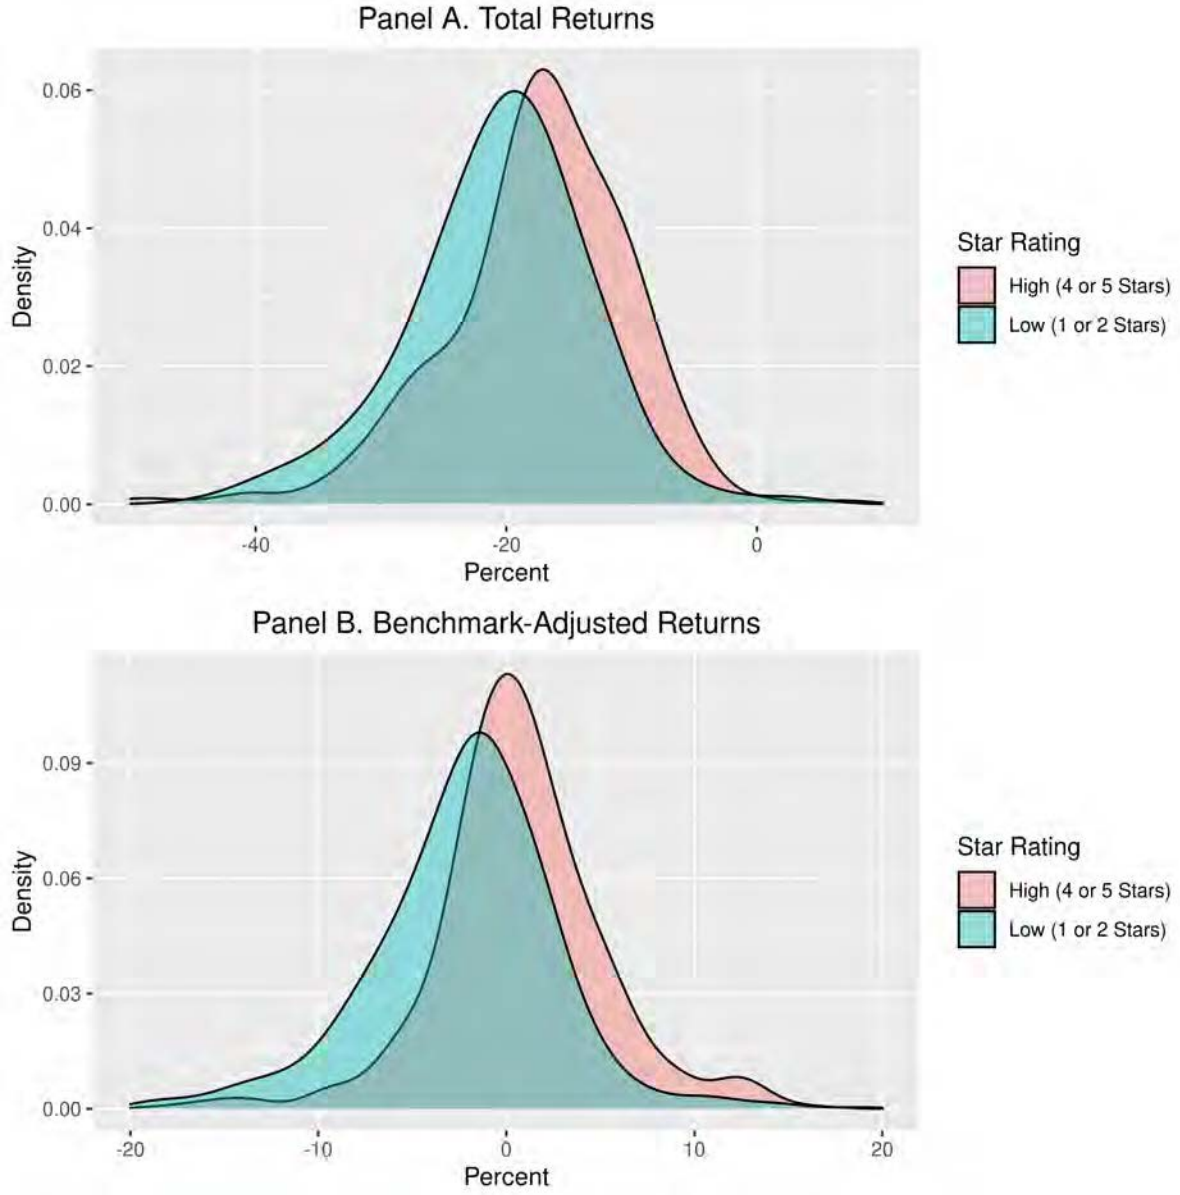 Panel A. Total Returns
0.06
0.04
0.02
0.00
Density
-40
-20
0
Percent
Star Rating
High (4 or 5 Stars)
Low (1 or 2 Stars)
Panel B. Benchmark-Adjusted Returns
0.09
0.06
0.03
0.00
Density
-20
-10
0
10
20
Percent
Star Rating
High (4 or 5 Stars)
Low (1 or 2 Stars)